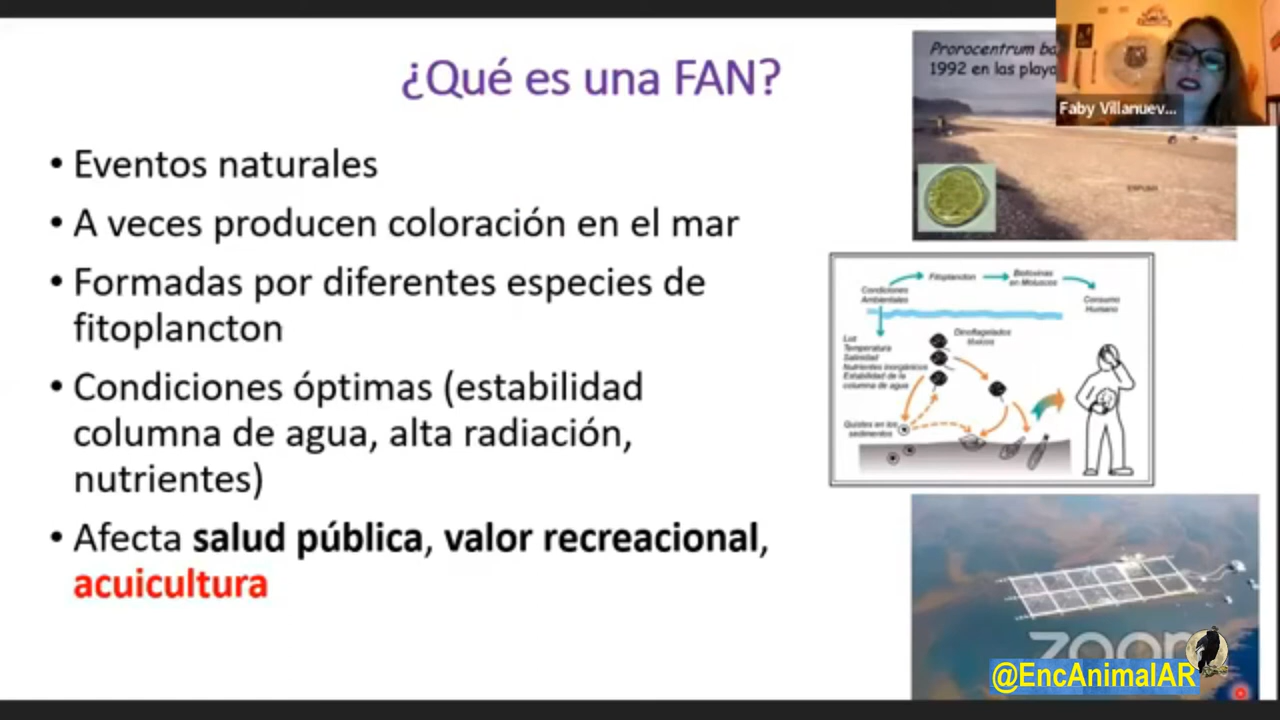 ¿Qué es una FAN?
• Eventos naturales
• A veces producen coloración en el mar
• Formadas por diferentes especies de
fitoplancton
• Condiciones óptimas (estabilidad
columna de agua, alta radiación,
nutrientes)
• Afecta salud pública, valor recreacional,
acuicultura
Prorocentrum ba
1992 en las playa
Faby Villanuev...
ESPUMA
Fitoplancton
Biotoxinas
en Moluscos
Condiciones
Ambientales
Consumo
Humano
Dinoflagelados
tóxicos
Luz
Temperatura
Salinidad
Nutrientes inorgánicos
Estabilidad de la
columna de agua
Quistes en los
sedimentos
zoom
@EncAnimalAR